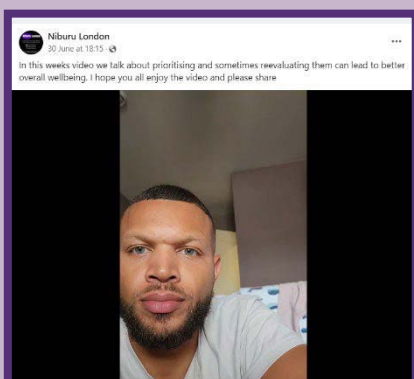 Niburu London
30 June at 18:15 ·
In this weeks video we talk about prioritising and sometimes reevaluating them can lead to better
overall wellbeing. I hope you all enjoy the video and please share